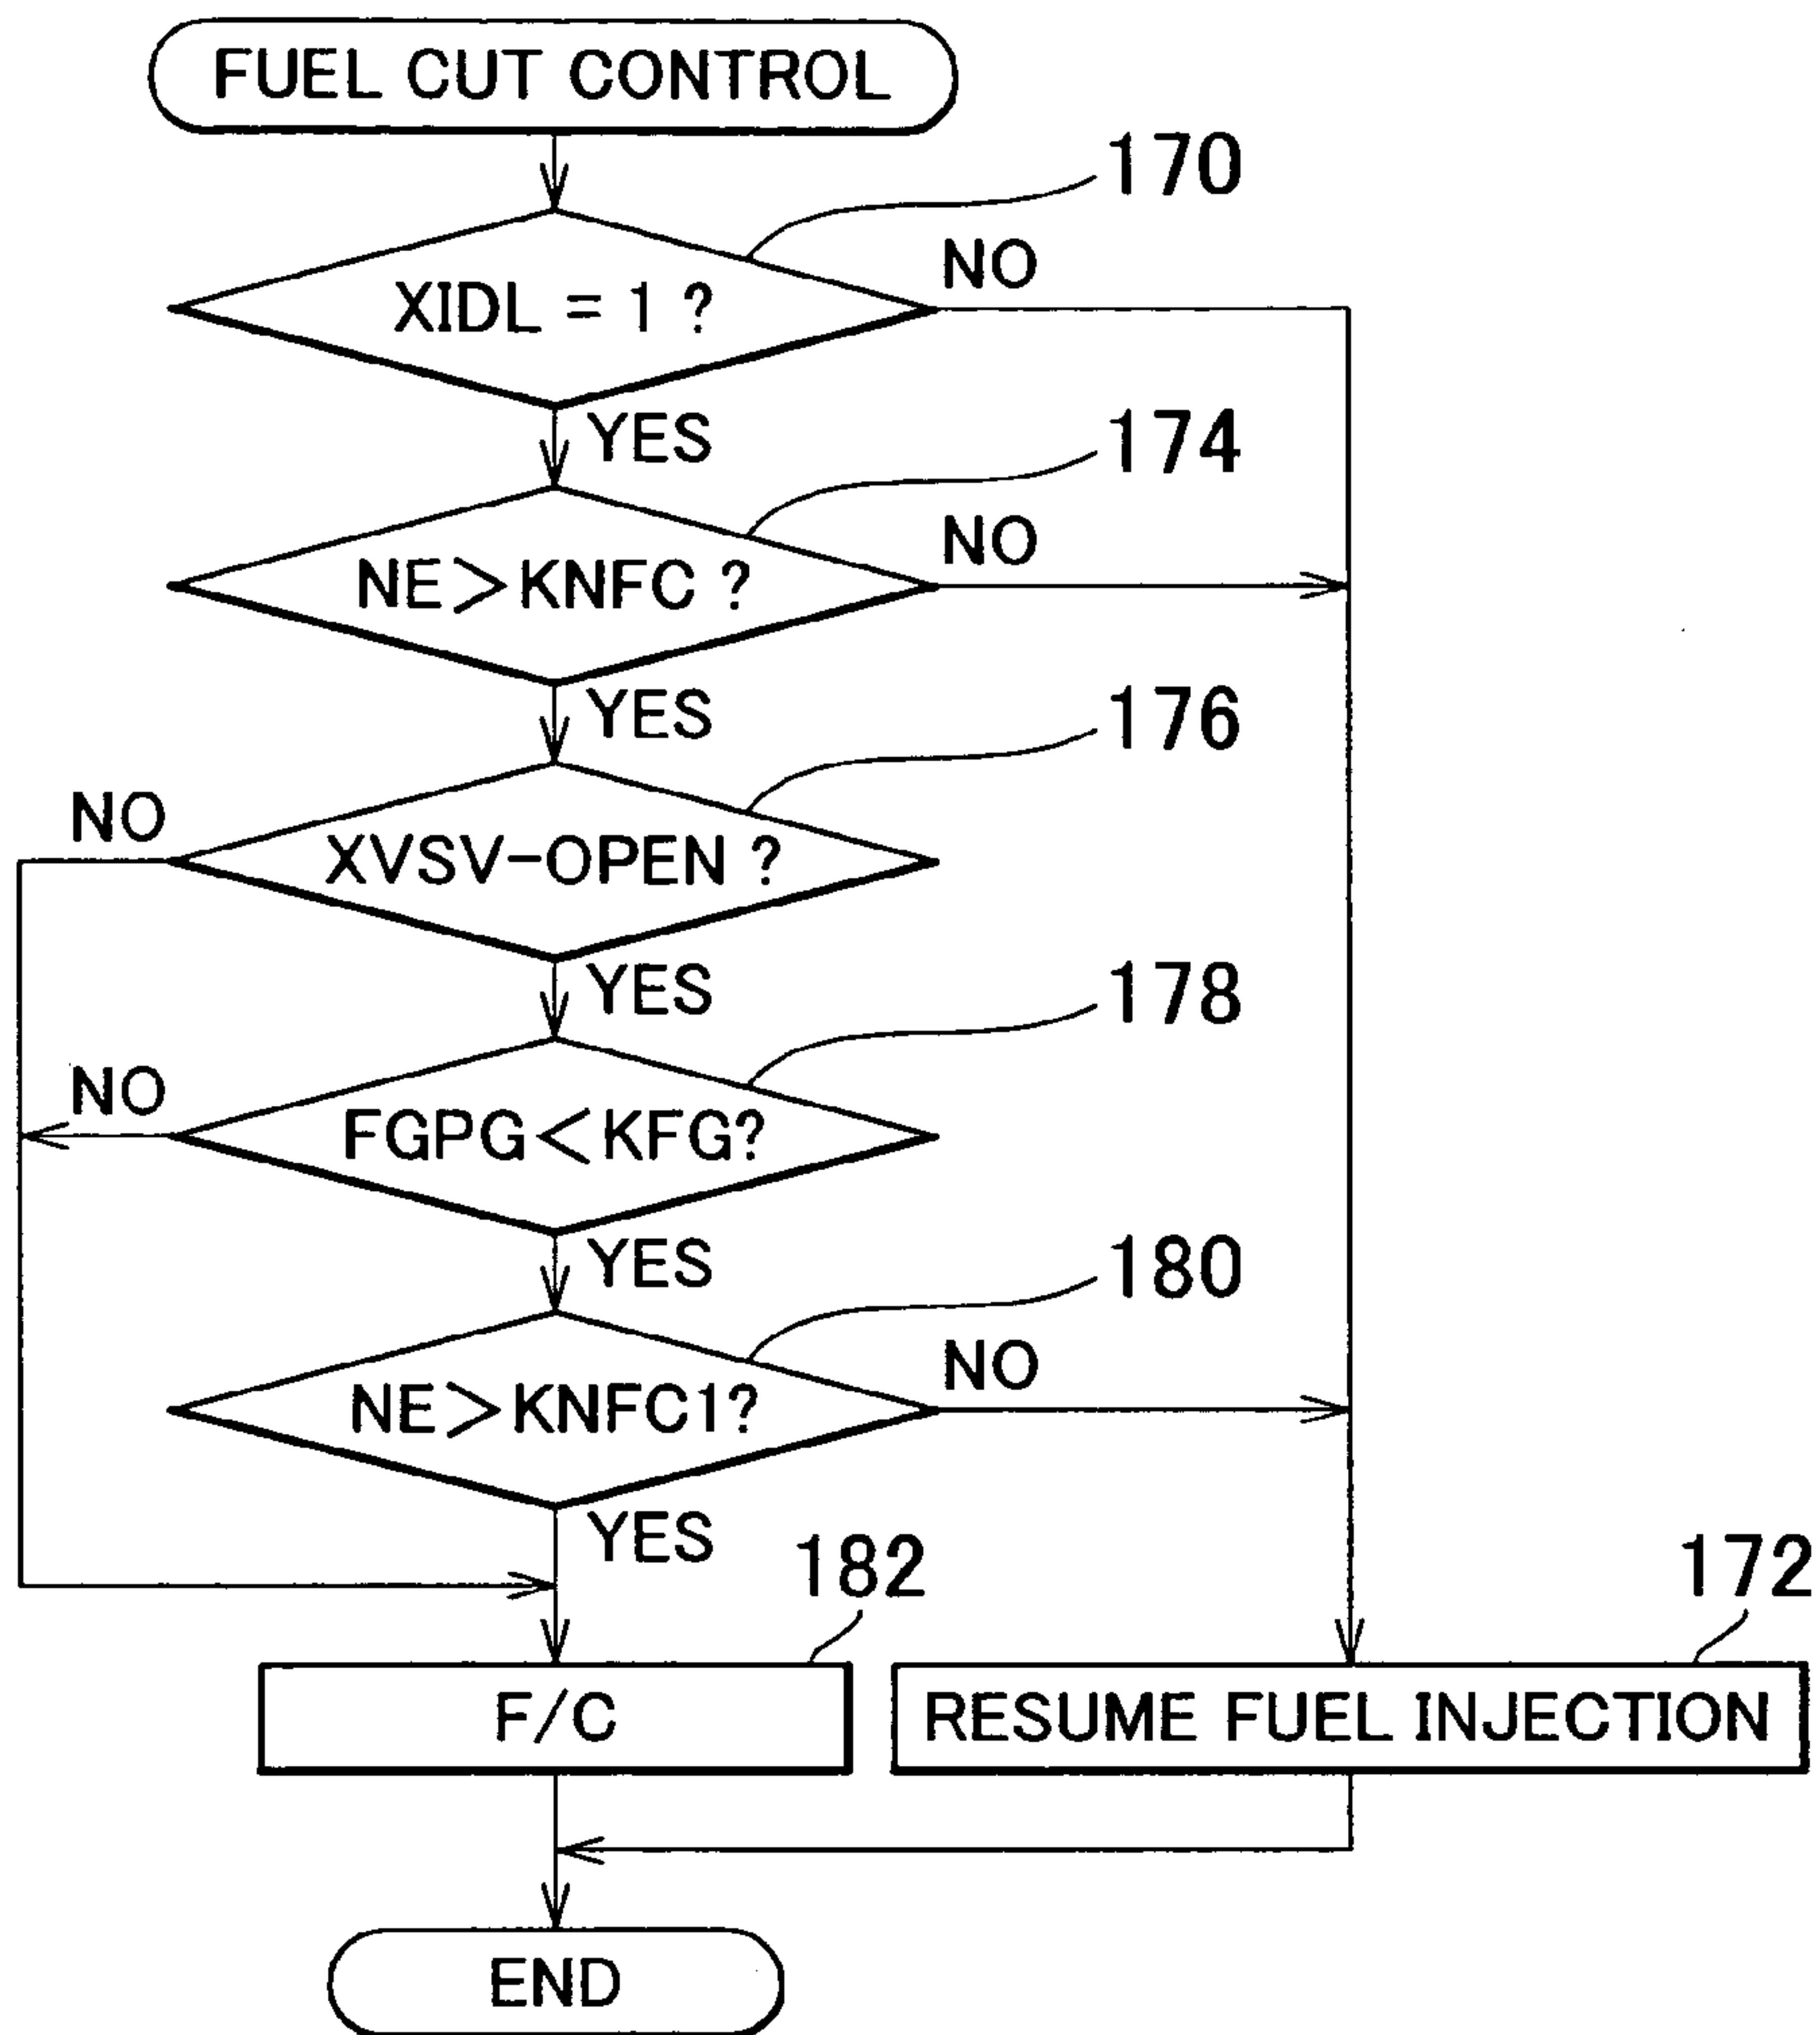 FUEL CUT CONTROL
170
XIDL = 1 ?
NO
YES
174
NE>KNFC ?
NO
YES
176
NO
XVSV-OPEN ?
YES
178
NO
FGPG<KFG?
YES
180
NE>KNFC1?
NO
YES
182
172
F/C
RESUME FUEL INJECTION
END